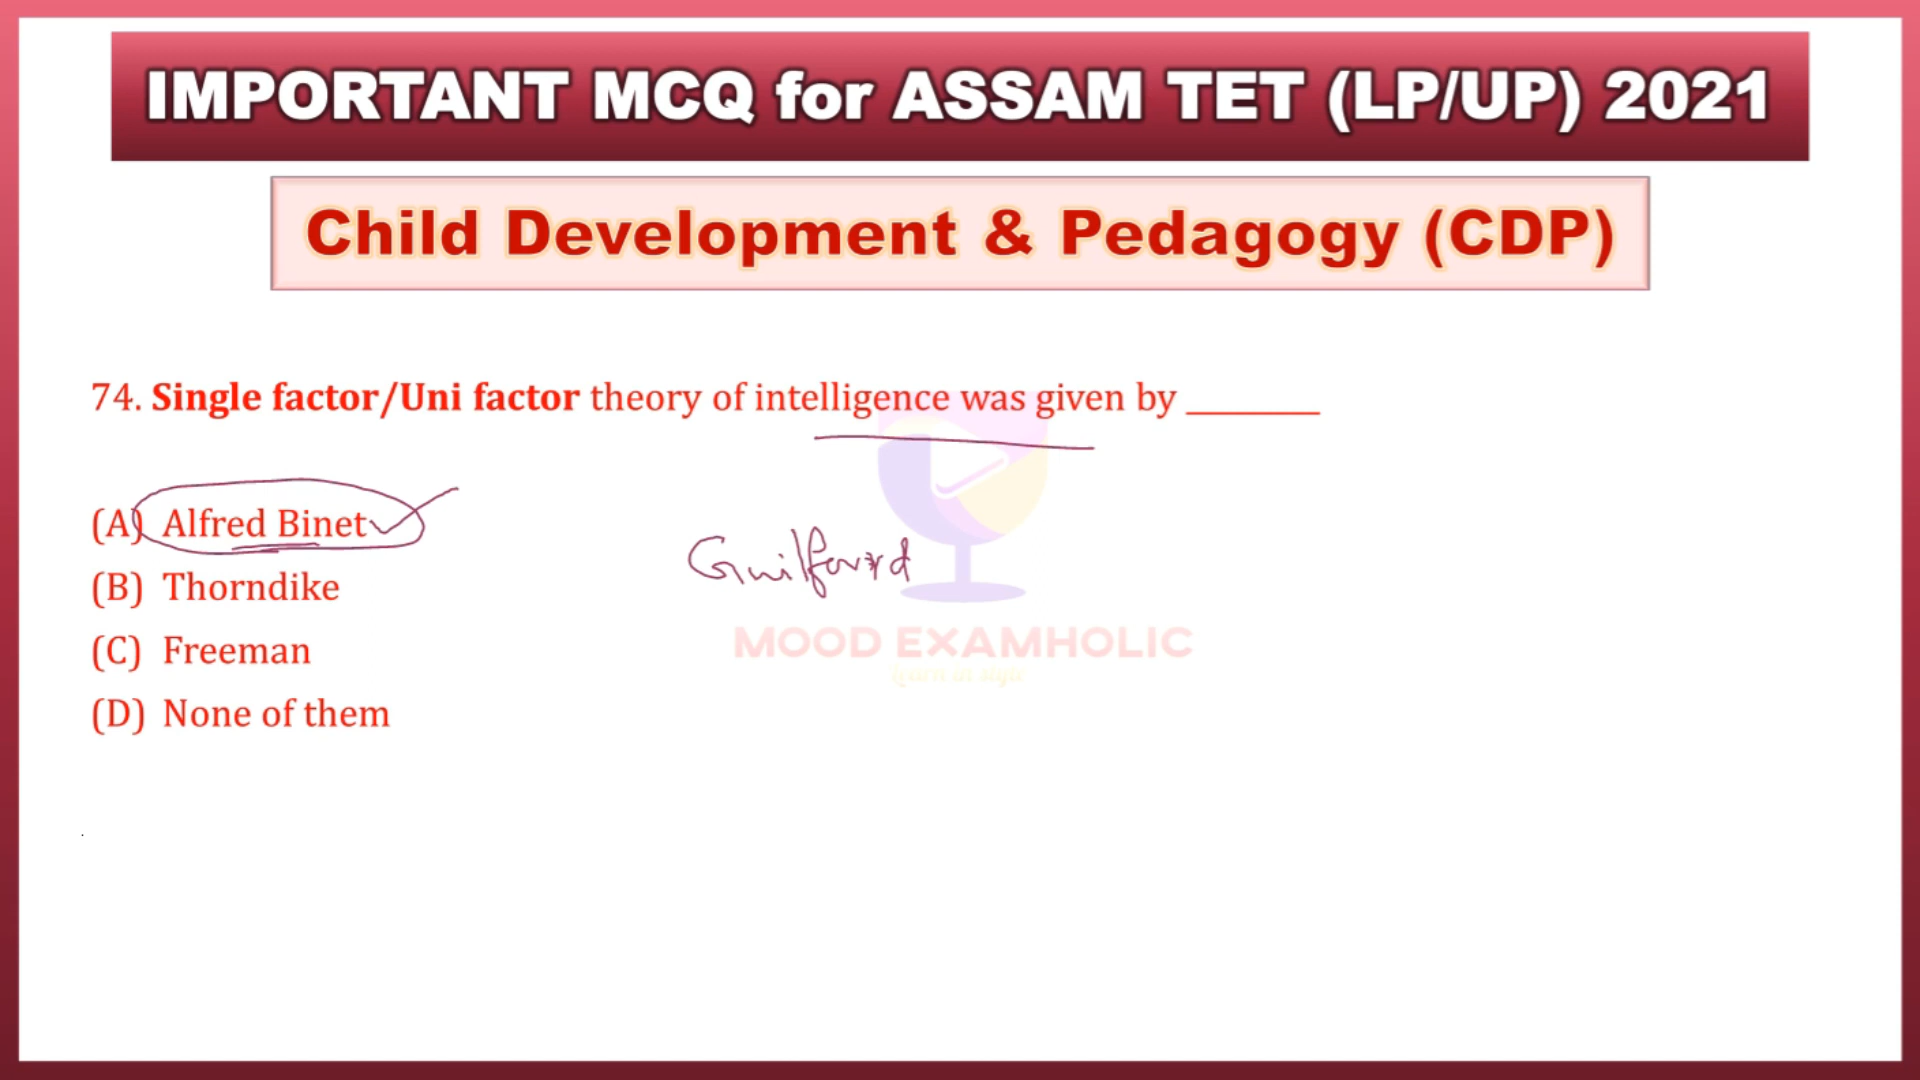 IMPORTANT MCQ for ASSAM TET (LP/UP) 2021
Child Development & Pedagogy (CDP)
74. Single factor/Uni factor theory of intelligence was given by ________
(A) Alfred Binet
Guilford
(B) Thorndike
(C) Freeman
MOOD EXAMHOLIC
(D) None of them